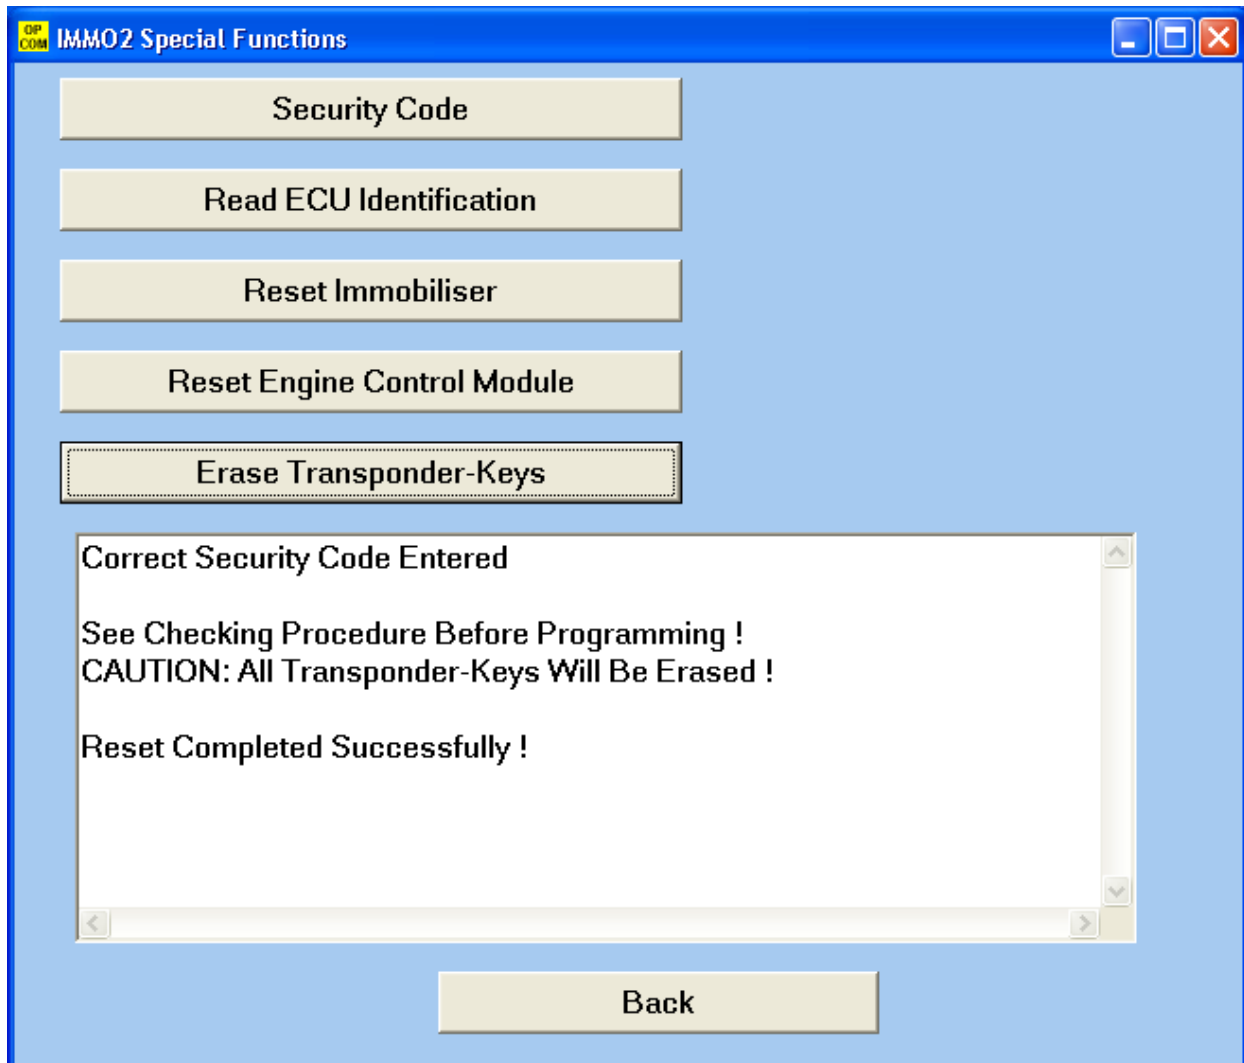 OP COM IMMO2 Special Functions
Security Code
Read ECU Identification
Reset Immobiliser
Reset Engine Control Module
Erase Transponder-Keys
Correct Security Code Entered
See Checking Procedure Before Programming !
CAUTION: All Transponder-Keys Will Be Erased !
Reset Completed Successfully !
Back